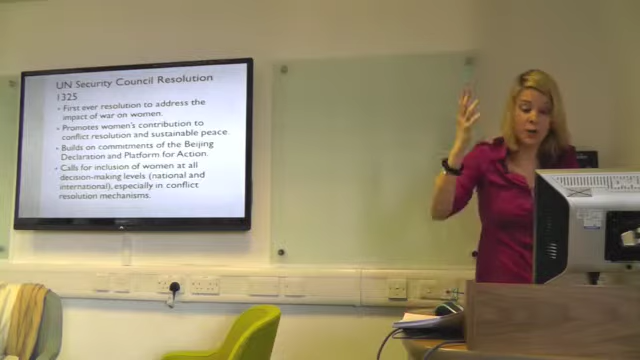 UN Security Council Resolution
1325
• First ever resolution to address the
impact of war on women.
• Promotes women's contribution to
conflict resolution and sustainable peace.
• Builds on commitments of the Beijing
Declaration and Platform for Action.
• Calls for inclusion of women at all
decision-making levels (national and
international), especially in conflict
resolution mechanisms.